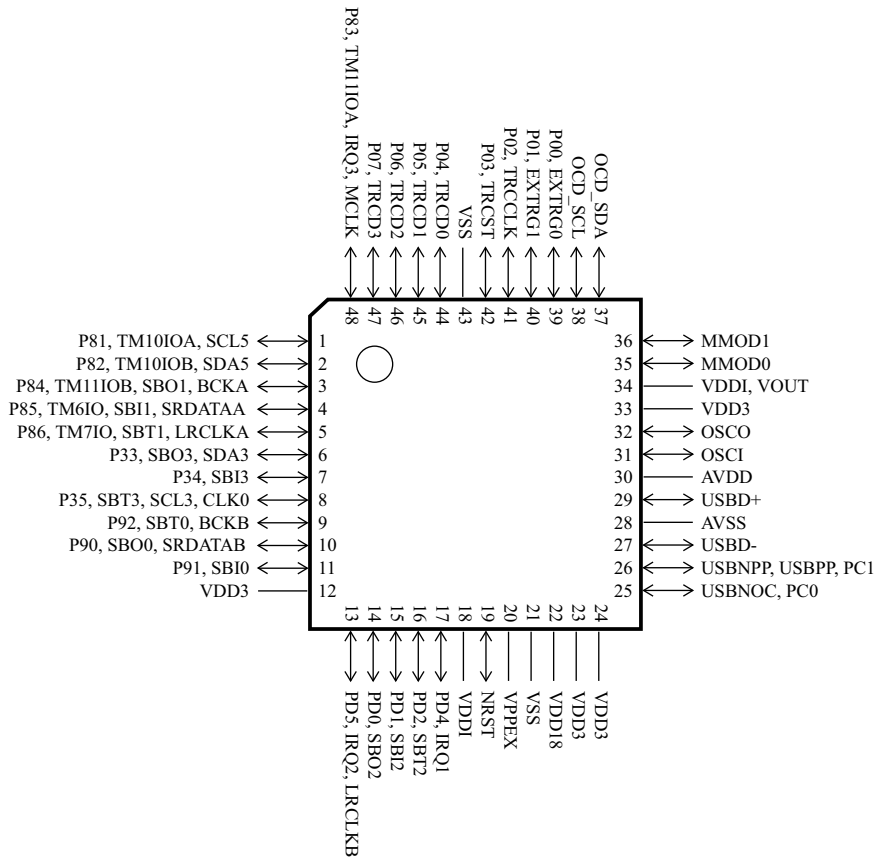 P83, TM11IOA, IRQ3, MCLK
P07, TRCD3
P06, TRCD2
P05, TRCD1
P04, TRCD0
VSS
P03, TRCST
P02, TRCCLK
P01, EXTRG1
P00, EXTRG0
OCD_SCL
OCD_SDA
48
47
46
45
44
43
42
41
40
39
38
37
P81, TM10IOA, SCL5 1
P82, TM10IOB, SDA5 2
P84, TM11IOB, SBO1, BCKA 3
P85, TM6IO, SBI1, SRDATAA 4
P86, TM7IO, SBT1, LRCLKA 5
P33, SBO3, SDA3 6
P34, SBI3 7
P35, SBT3, SCL3, CLK0 8
P92, SBT0, BCKB 9
P90, SBO0, SRDATAB 10
P91, SBI0 11
VDD3 12
36 MMOD1
35 MMOD0
34 VDDI, VOUT
33 VDD3
32 OSCO
31 OSCI
30 AVDD
29 USBD+
28 AVSS
27 USBD-
26 USBNPP, USBPP, PC1
25 USBNOC, PC0
13
14
15
16
17
18
19
20
21
22
23
24
PD5, IRQ2, LRCLKB
PD0, SBO2
PD1, SBI2
PD2, SBT2
PD4, IRQ1
VDDI
NRST
VPPEX
VSS
VDD18
VDD3
VDD3